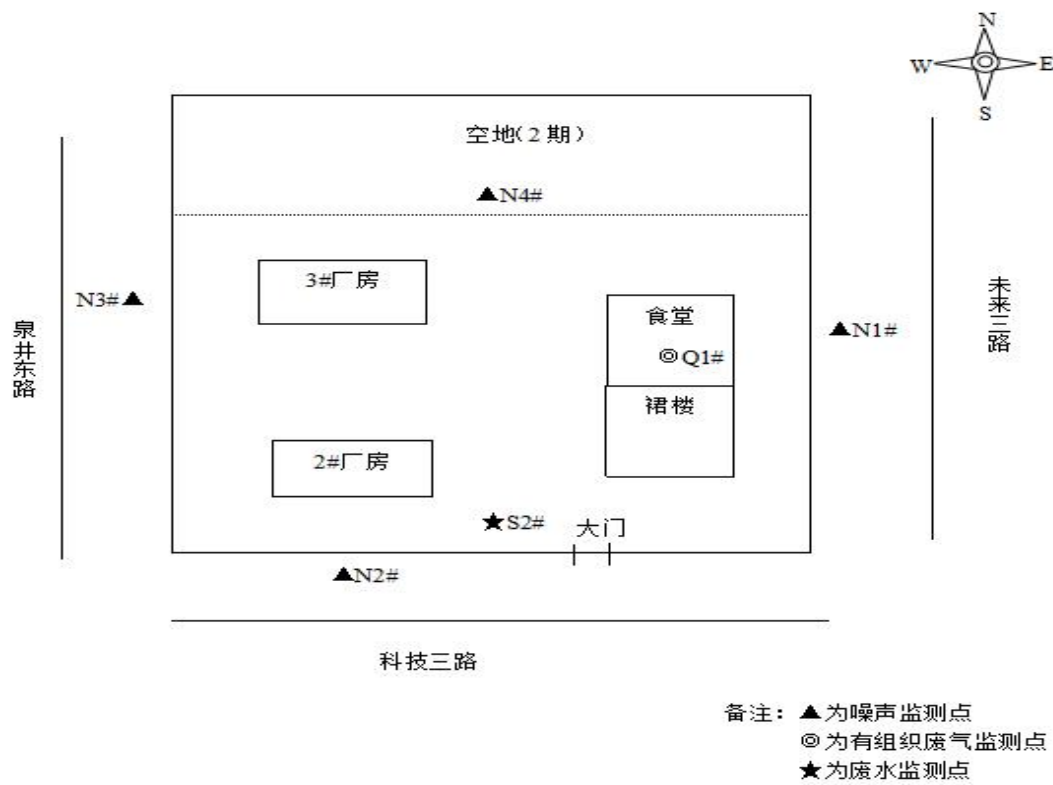 N
W
E
S
空地(2期)
▲N4#
3#厂房
N3#▲
食堂
▲N1#
◎Q1#
未来三路
泉井东路
裙楼
2#厂房
★S2#
大门
▲N2#
科技三路
备注：▲为噪声监测点
◎为有组织废气监测点
★为废水监测点